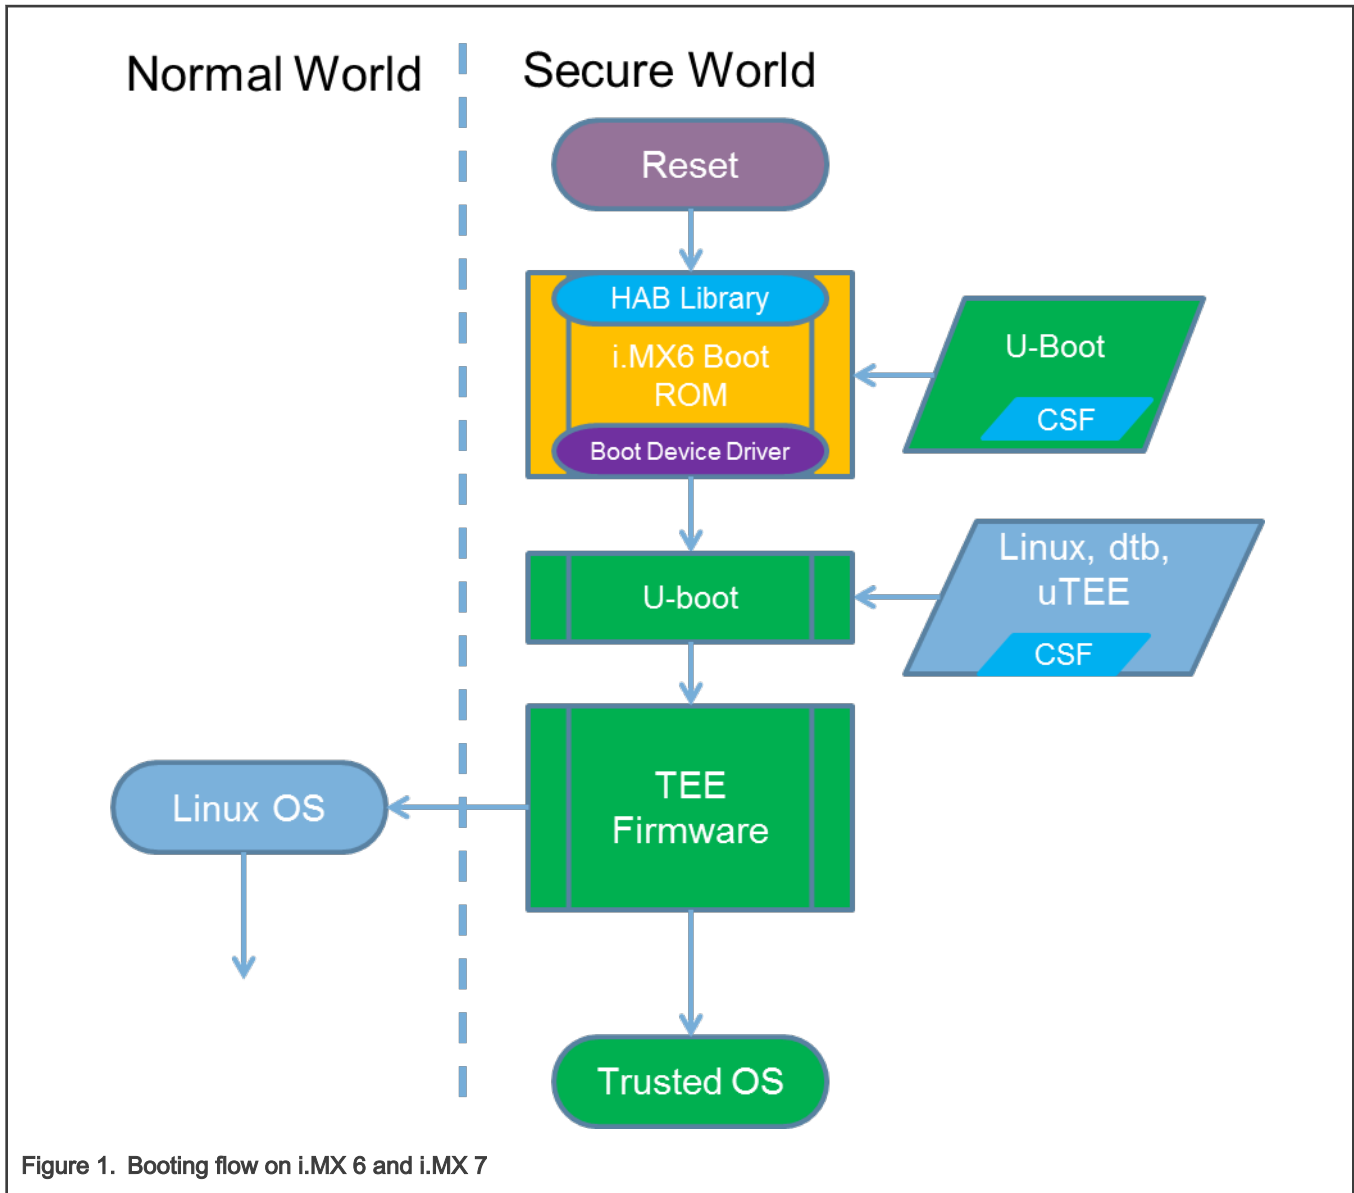 Normal World
Secure World
Reset
HAB Library
i.MX6 Boot
ROM
Boot Device Driver
U-Boot
CSF
U-boot
Linux, dtb,
uTEE
CSF
TEE
Firmware
Linux OS
Trusted OS
Figure 1. Booting flow on i.MX 6 and i.MX 7